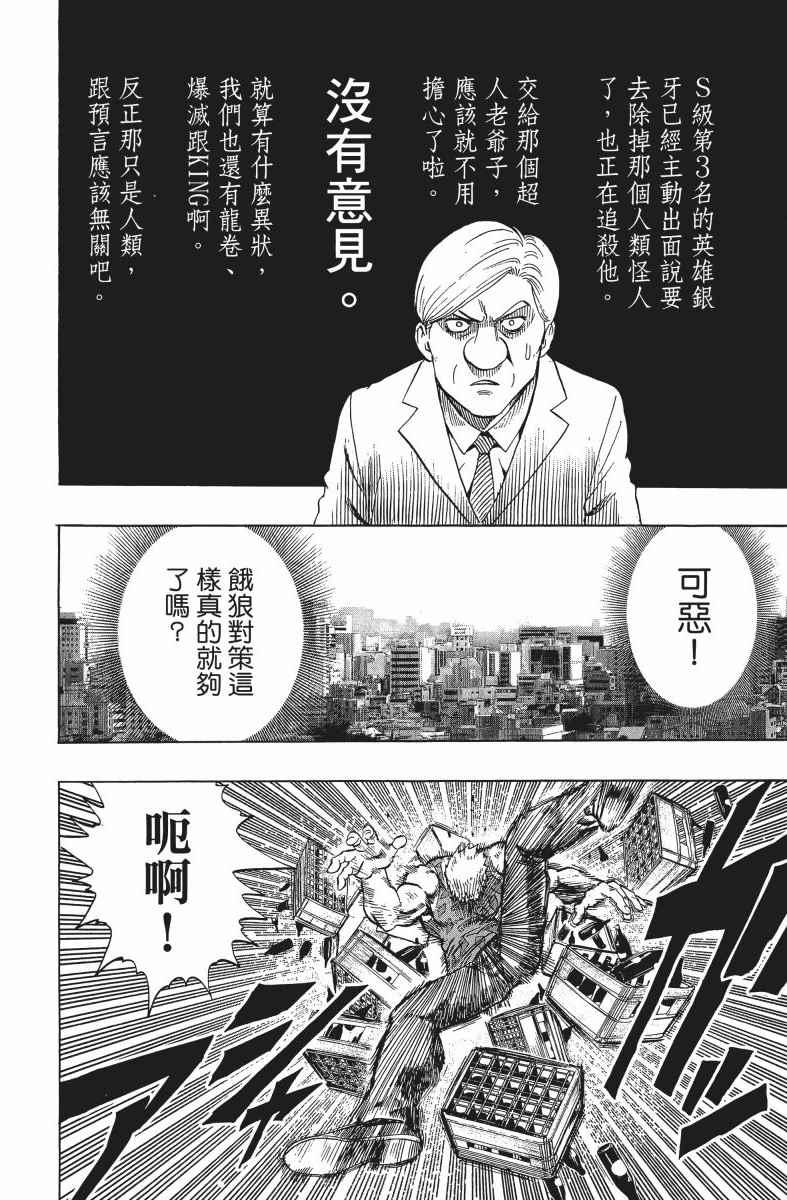 Ｓ級第３名的英雄銀
牙已經主動出面說要
去除掉那個人類怪人
了，也正在追殺他。
交給那個超
人老爺子，
應該就不用
擔心了啦。
沒有意見。
就算有什麼異狀，
我們也還有龍卷、
爆滅跟KING啊。
反正那只是人類，
跟預言應該無關吧。
可惡！
餓狼對策這
樣真的就夠
了嗎？
呃啊！